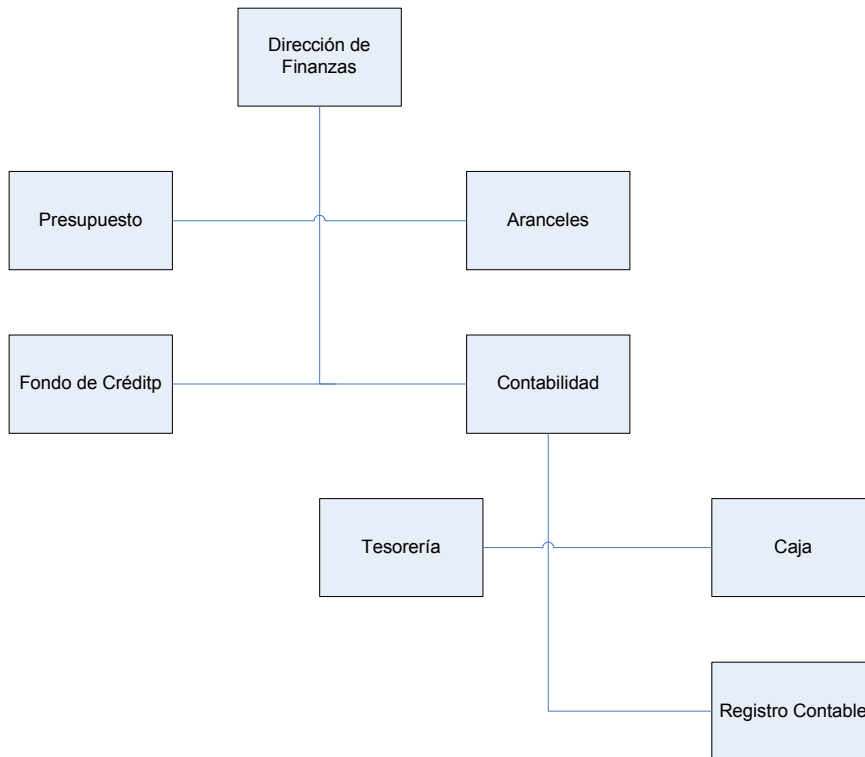 Dirección de
Finanzas
Presupuesto
Aranceles
Fondo de Créditp
Contabilidad
Tesorería
Caja
Registro Contable